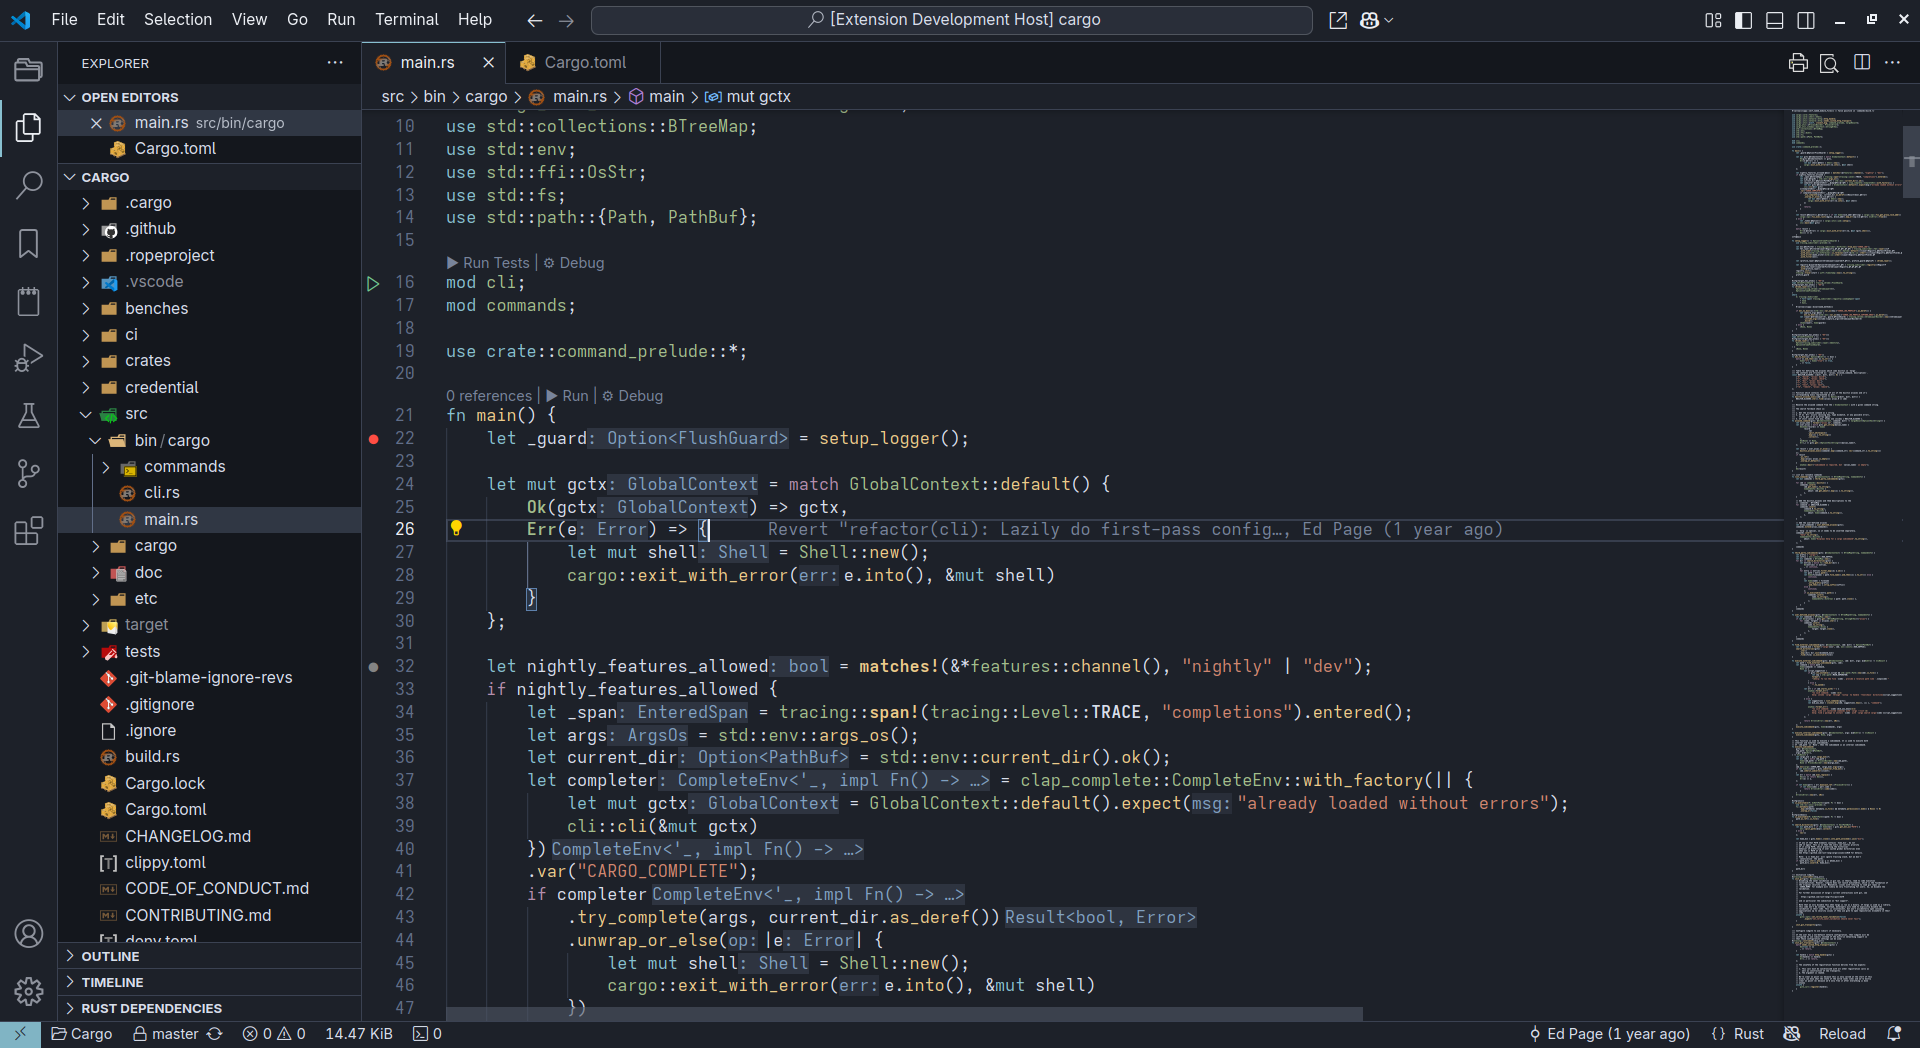 File Edit Selection View Go Run Terminal Help
[Extension Development Host] cargo
EXPLORER
OPEN EDITORS
main.rs src/bin/cargo
Cargo.toml
CARGO
.cargo
.github
.ropeproject
.vscode
benches
ci
crates
credential
src
bin / cargo
commands
cli.rs
main.rs
cargo
doc
etc
target
tests
.git-blame-ignore-revs
.gitignore
.ignore
build.rs
Cargo.lock
Cargo.toml
CHANGELOG.md
clippy.toml
CODE_OF_CONDUCT.md
CONTRIBUTING.md
deny.toml
OUTLINE
TIMELINE
RUST DEPENDENCIES
main.rs Cargo.toml
src > bin > cargo > main.rs > main > mut gctx
10 use std::collections::BTreeMap;
11 use std::env;
12 use std::ffi::OsStr;
13 use std::fs;
14 use std::path::{Path, PathBuf};
15
▶ Run Tests | ⚙ Debug
16 mod cli;
17 mod commands;
18
19 use crate::command_prelude::*;
20
0 references | ▶ Run | ⚙ Debug
21 fn main() {
22 let _guard: Option<FlushGuard> = setup_logger();
23
24 let mut gctx: GlobalContext = match GlobalContext::default() {
25 Ok(gctx: GlobalContext) => gctx,
26 Err(e: Error) => { Revert "refactor(cli): Lazily do first-pass config…, Ed Page (1 year ago)
27 let mut shell: Shell = Shell::new();
28 cargo::exit_with_error(err: e.into(), &mut shell)
29 }
30 };
31
32 let nightly_features_allowed: bool = matches!(&*features::channel(), "nightly" | "dev");
33 if nightly_features_allowed {
34 let _span: EnteredSpan = tracing::span!(tracing::Level::TRACE, "completions").entered();
35 let args: ArgsOs = std::env::args_os();
36 let current_dir: Option<PathBuf> = std::env::current_dir().ok();
37 let completer: CompleteEnv<'_, impl Fn() -> …> = clap_complete::CompleteEnv::with_factory(|| {
38 let mut gctx: GlobalContext = GlobalContext::default().expect(msg: "already loaded without errors");
39 cli::cli(&mut gctx)
40 }) CompleteEnv<'_, impl Fn() -> …>
41 .var("CARGO_COMPLETE");
42 if completer CompleteEnv<'_, impl Fn() -> …>
43 .try_complete(args, current_dir.as_deref()) Result<bool, Error>
44 .unwrap_or_else(op: |e: Error| {
45 let mut shell: Shell = Shell::new();
46 cargo::exit_with_error(err: e.into(), &mut shell)
47 })
Cargo master 0 0 14.47 KiB 0
Ed Page (1 year ago) {} Rust Reload